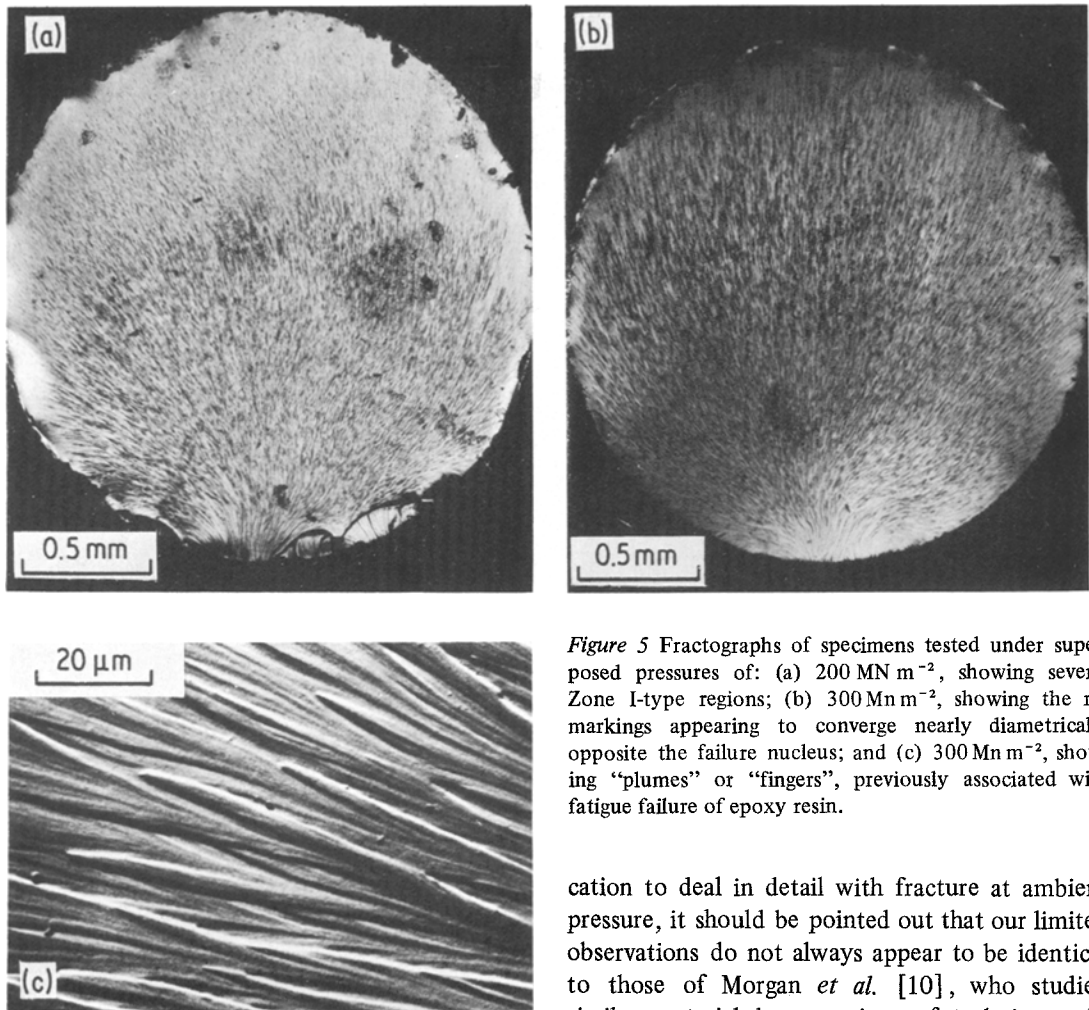 (a)
0.5 mm
(b)
0.5 mm
20 μm
(c)
Figure 5 Fractographs of specimens tested under supe
posed pressures of: (a) 200 MN m⁻², showing sever
Zone I-type regions; (b) 300 Mn m⁻², showing the r
markings appearing to converge nearly diametrical
opposite the failure nucleus; and (c) 300 Mn m⁻², sho
ing "plumes" or "fingers", previously associated wi
fatigue failure of epoxy resin.
cation to deal in detail with fracture at ambie
pressure, it should be pointed out that our limite
observations do not always appear to be identic
to those of Morgan et al. [10], who studie